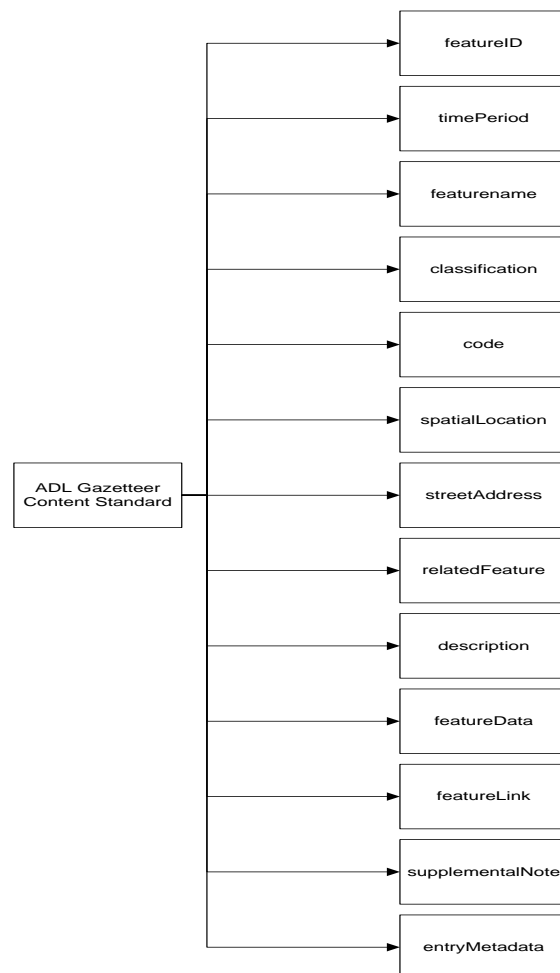 featureID
timePeriod
featurename
classification
code
spatialLocation
ADL Gazetteer
Content Standard
streetAddress
relatedFeature
description
featureData
featureLink
supplementalNote
entryMetadata